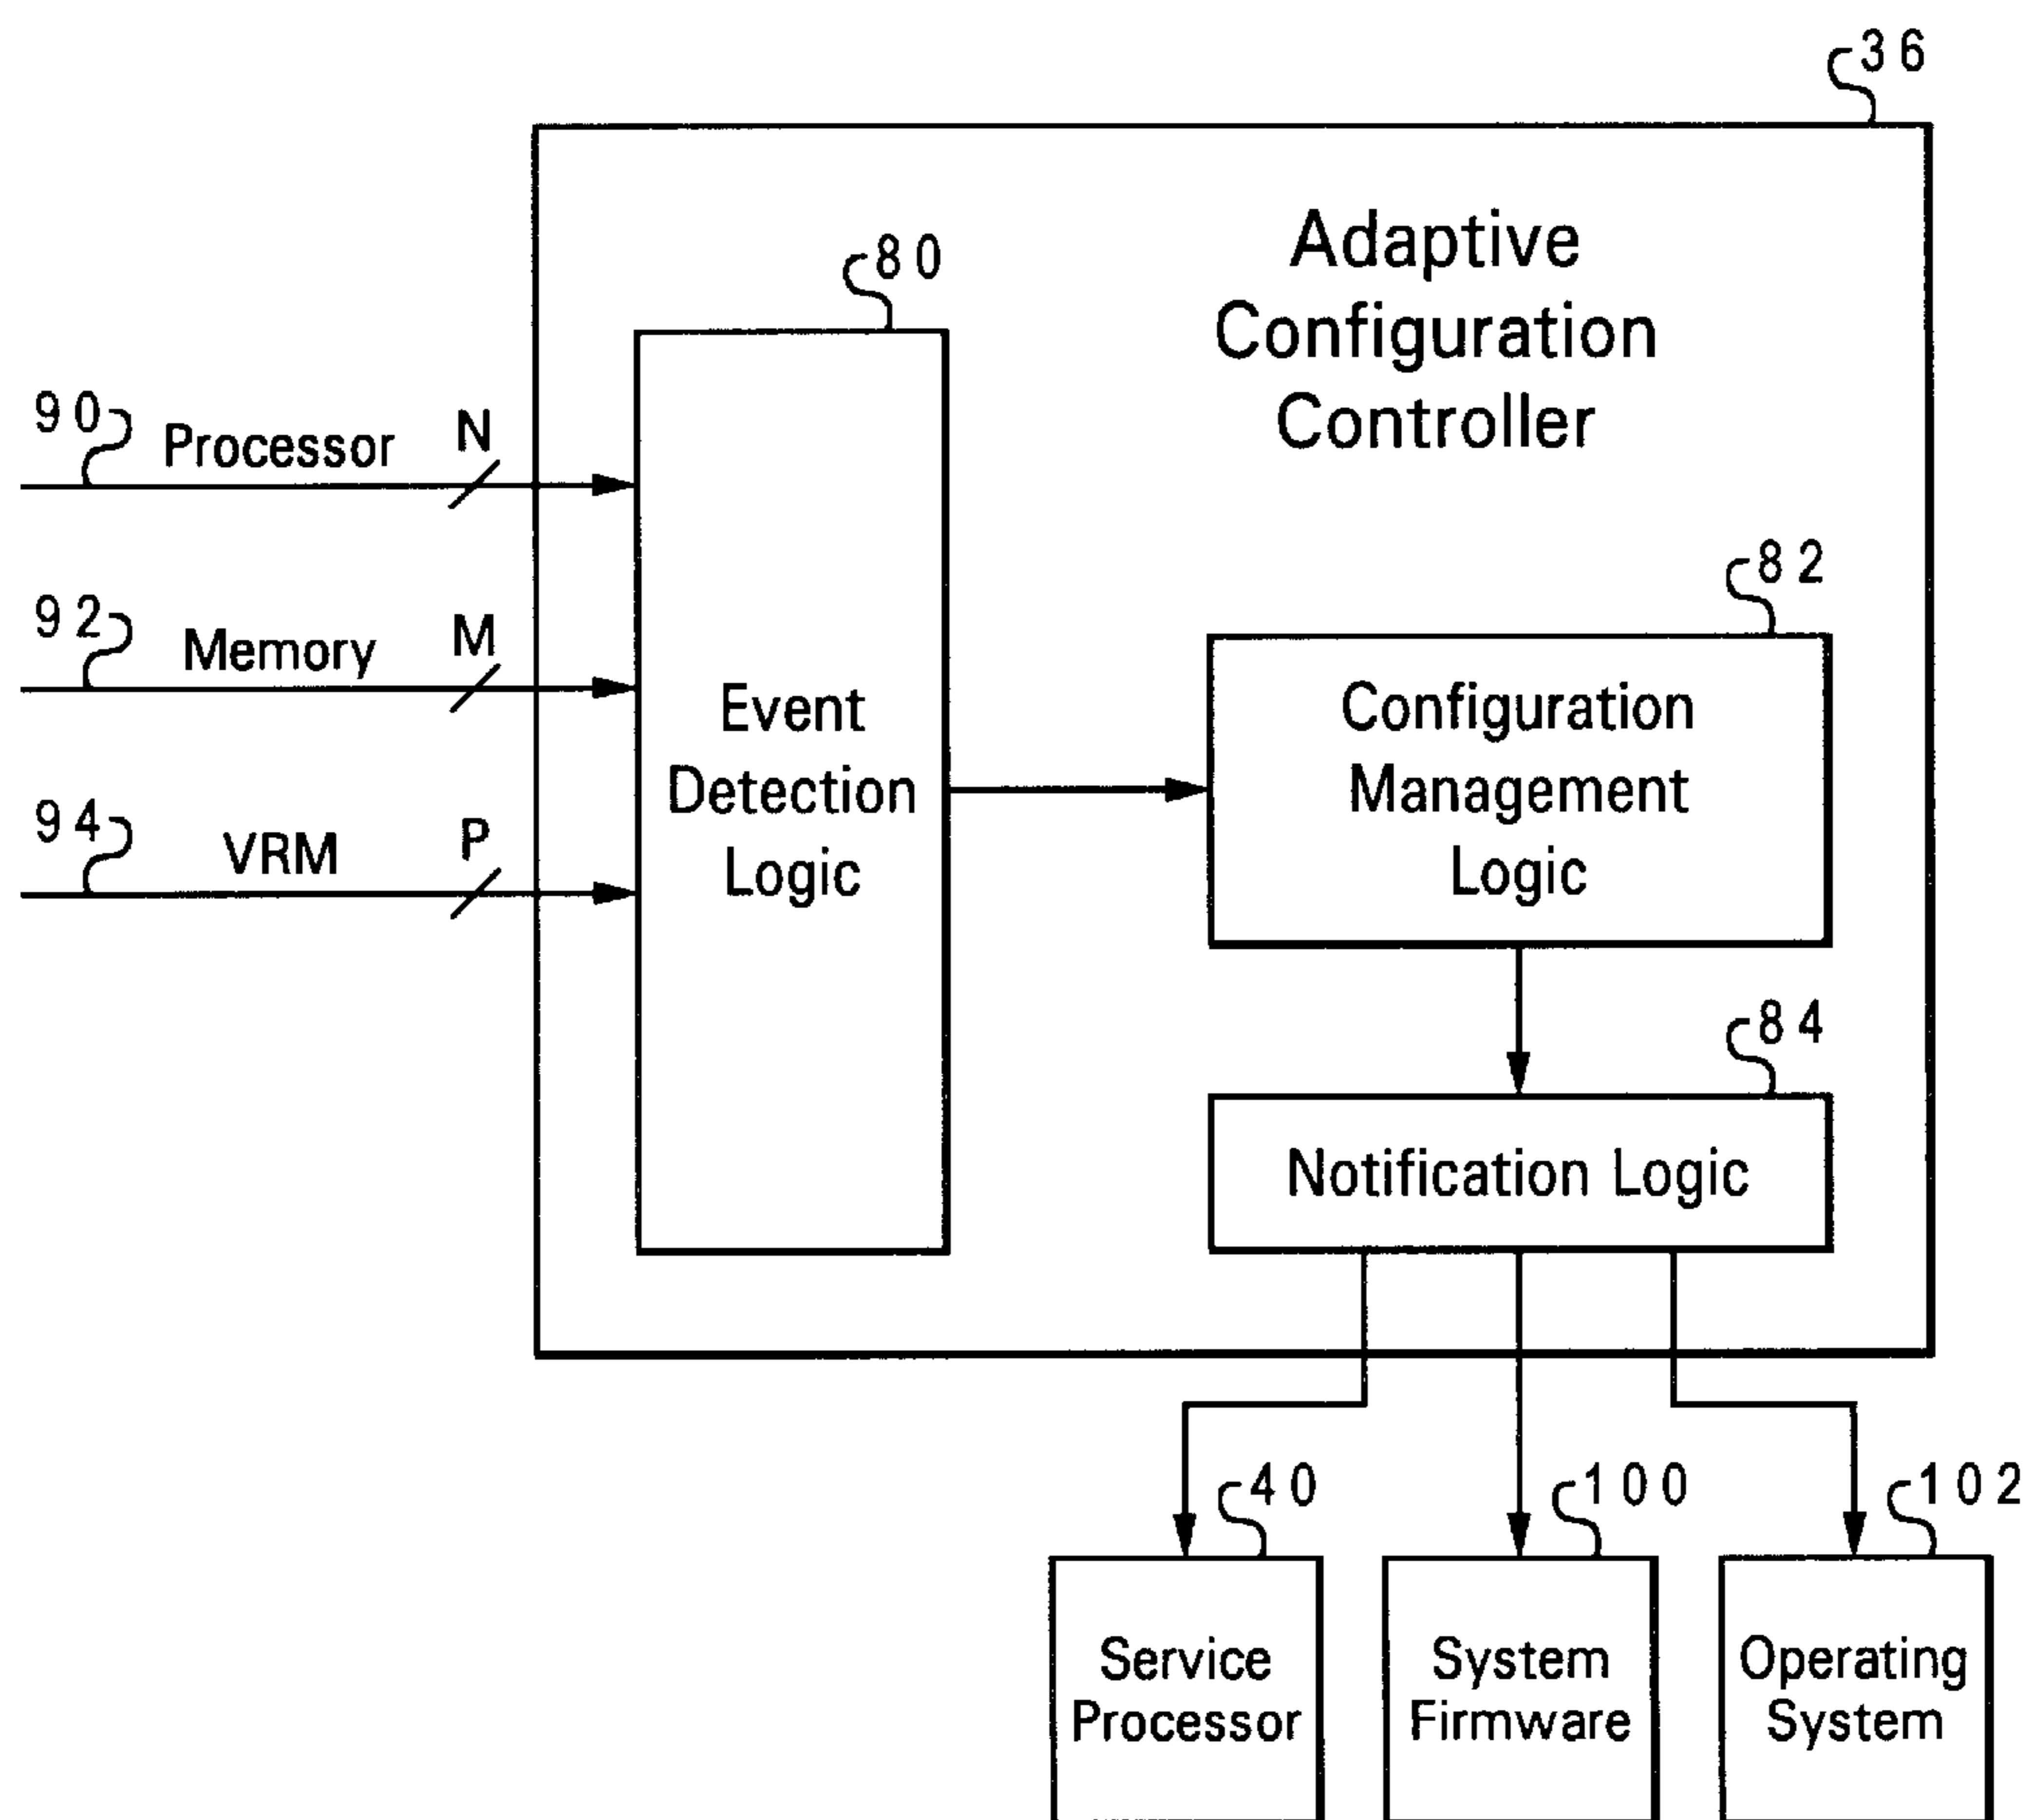 36
Adaptive
Configuration
Controller
80
90
Processor N
82
92
Memory M
Event
Detection
Logic
Configuration
Management
Logic
94
VRM P
84
Notification Logic
40
100
102
Service
Processor
System
Firmware
Operating
System